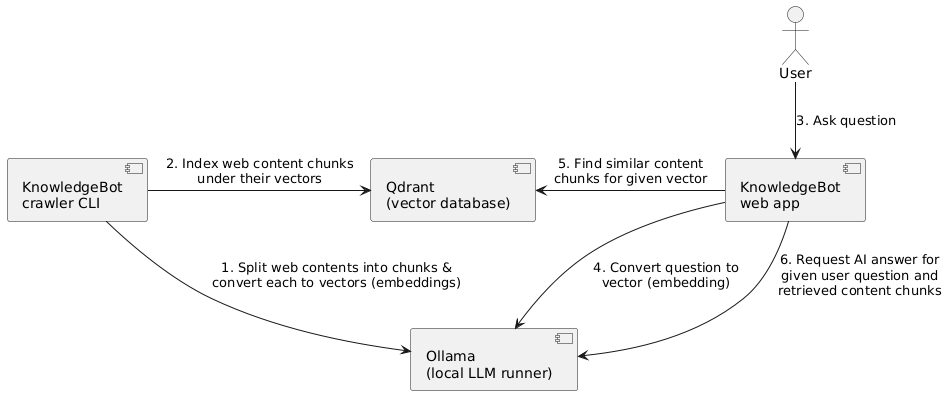 User
3. Ask question
KnowledgeBot
crawler CLI
2. Index web content chunks
under their vectors
Qdrant
(vector database)
5. Find similar content
chunks for given vector
KnowledgeBot
web app
1. Split web contents into chunks &
convert each to vectors (embeddings)
4. Convert question to
vector (embedding)
6. Request AI answer for
given user question and
retrieved content chunks
Ollama
(local LLM runner)